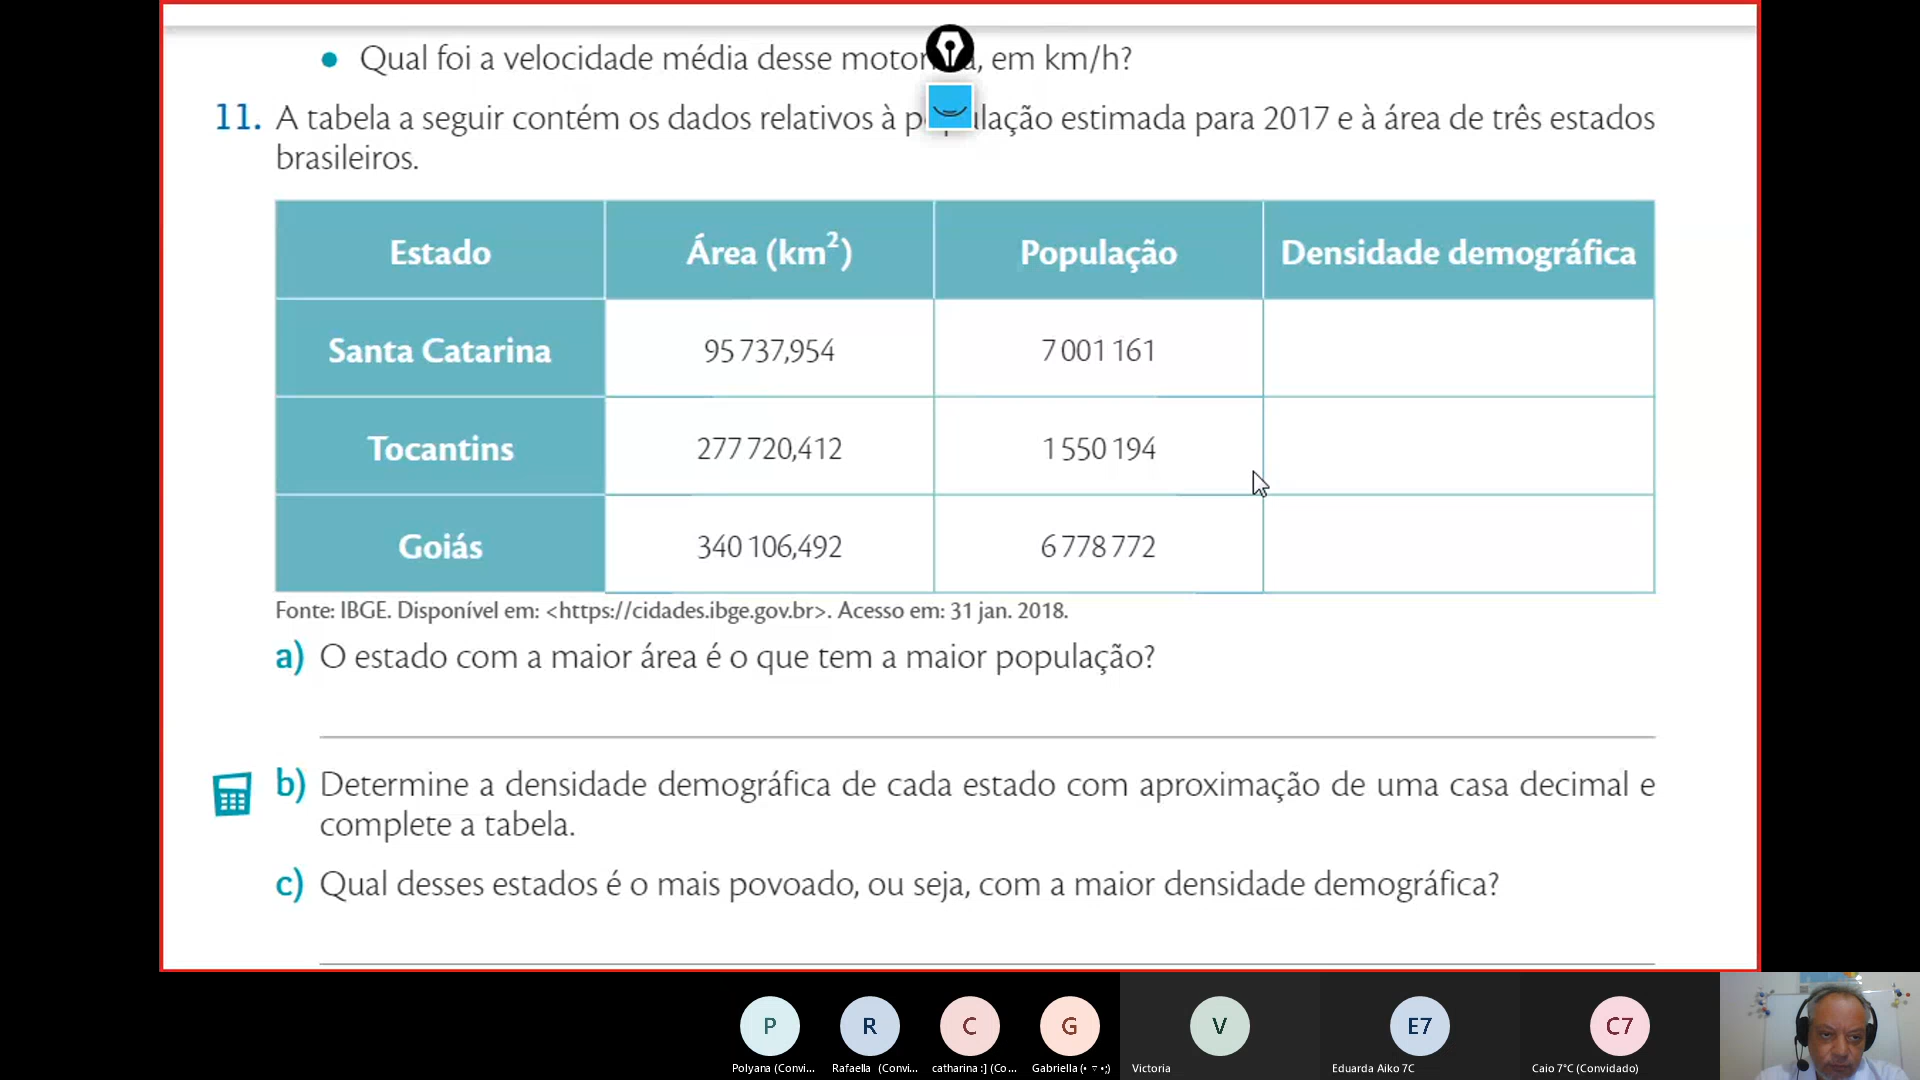 Qual foi a velocidade média desse , em km/h?
11. A tabela a seguir contém os dados relativos à estimada para 2017 e à área de três estados
brasileiros.
Estado Área (km²) População Densidade demográfica
Santa Catarina 95 737,954 7 001 161
Tocantins 277 720,412 1 550 194
Goiás 340 106,492 6 778 772
Fonte: IBGE. Disponível em: <https://cidades.ibge.gov.br>. Acesso em: 31 jan. 2018.
a) O estado com a maior área é o que tem a maior população?
b) Determine a densidade demográfica de cada estado com aproximação de uma casa decimal e
complete a tabela.
c) Qual desses estados é o mais povoado, ou seja, com a maior densidade demográfica?
P R C G V E7 C7
Polyana (Convi... Rafaella (Convi... catharina :] (Co... Gabriella (• ▿ •;) Victoria Eduarda Aiko 7C Caio 7°C (Convidado)